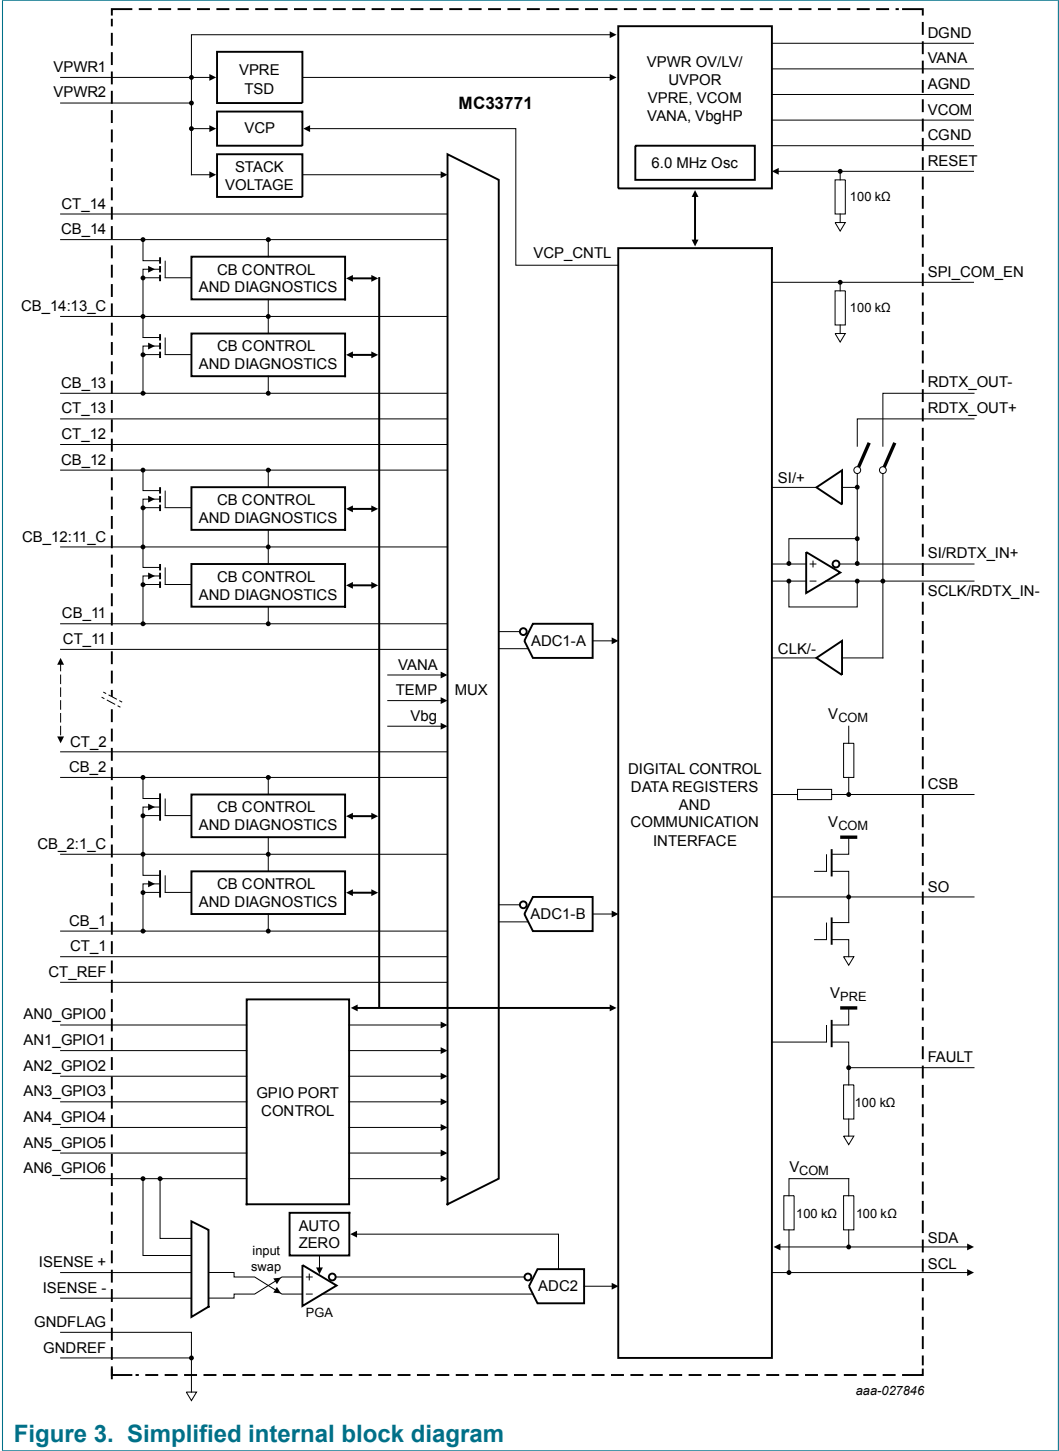 VPWR1
VPWR2
VPRE
TSD
VCP
STACK
VOLTAGE
MC33771
VPWR OV/LV/
UVPOR
VPRE, VCOM
VANA, VbgHP
6.0 MHz Osc
DGND
VANA
AGND
VCOM
CGND
RESET
100 kΩ
CT_14
CB_14
CB CONTROL
AND DIAGNOSTICS
CB_14:13_C
CB CONTROL
AND DIAGNOSTICS
CB_13
CT_13
CT_12
CB_12
CB CONTROL
AND DIAGNOSTICS
CB_12:11_C
CB CONTROL
AND DIAGNOSTICS
CB_11
CT_11
VANA
TEMP
Vbg
MUX
CT_2
CB_2
CB CONTROL
AND DIAGNOSTICS
CB_2:1_C
CB CONTROL
AND DIAGNOSTICS
CB_1
CT_1
CT_REF
VCP_CNTL
ADC1-A
ADC1-B
DIGITAL CONTROL
DATA REGISTERS
AND
COMMUNICATION
INTERFACE
SPI_COM_EN
100 kΩ
RDTX_OUT-
RDTX_OUT+
SI/+
+
−
SI/RDTX_IN+
SCLK/RDTX_IN-
CLK/-
VCOM
CSB
VCOM
SO
VPRE
FAULT
100 kΩ
VCOM
100 kΩ
100 kΩ
SDA
SCL
AN0_GPIO0
AN1_GPIO1
AN2_GPIO2
AN3_GPIO3
AN4_GPIO4
AN5_GPIO5
AN6_GPIO6
GPIO PORT
CONTROL
AUTO
ZERO
input
swap
+
−
PGA
ADC2
ISENSE +
ISENSE -
GNDFLAG
GNDREF
aaa-027846
Figure 3. Simplified internal block diagram